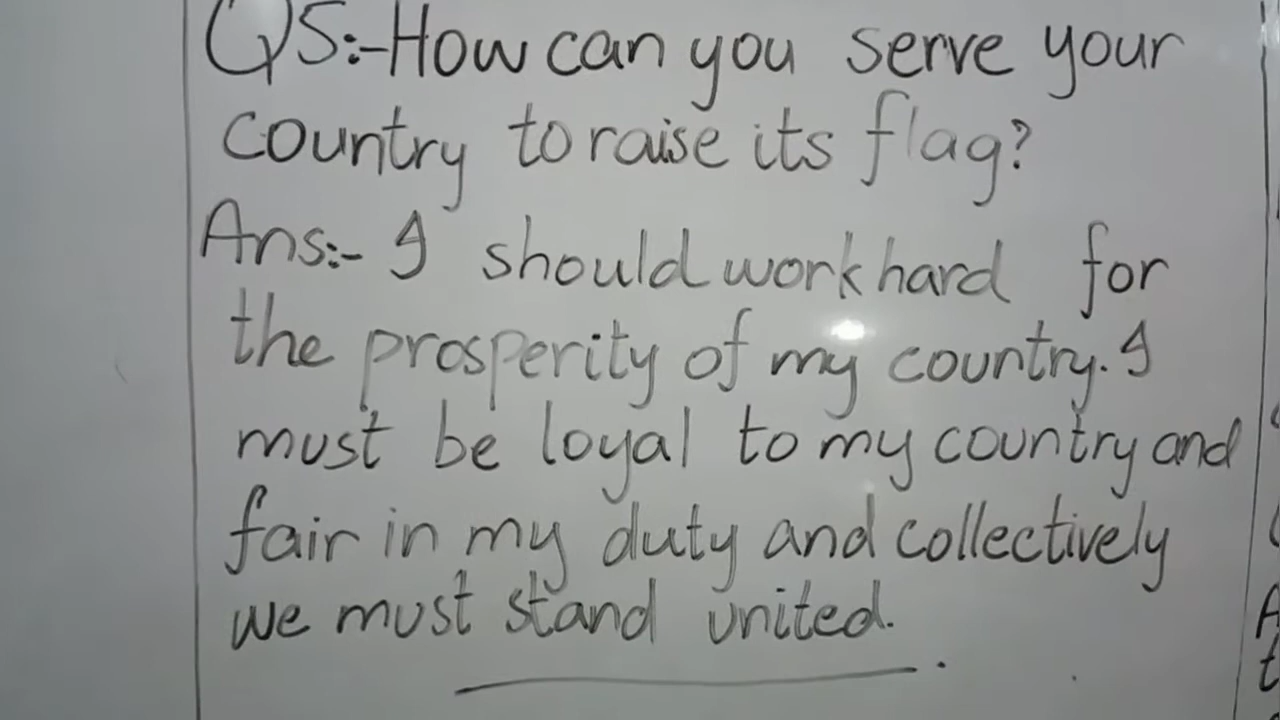 Q5:-How can you serve your
country to raise its flag?
Ans:- I should work hard for
the prosperity of my country. I
must be loyal to my country and
fair in my duty and collectively
we must stand united.